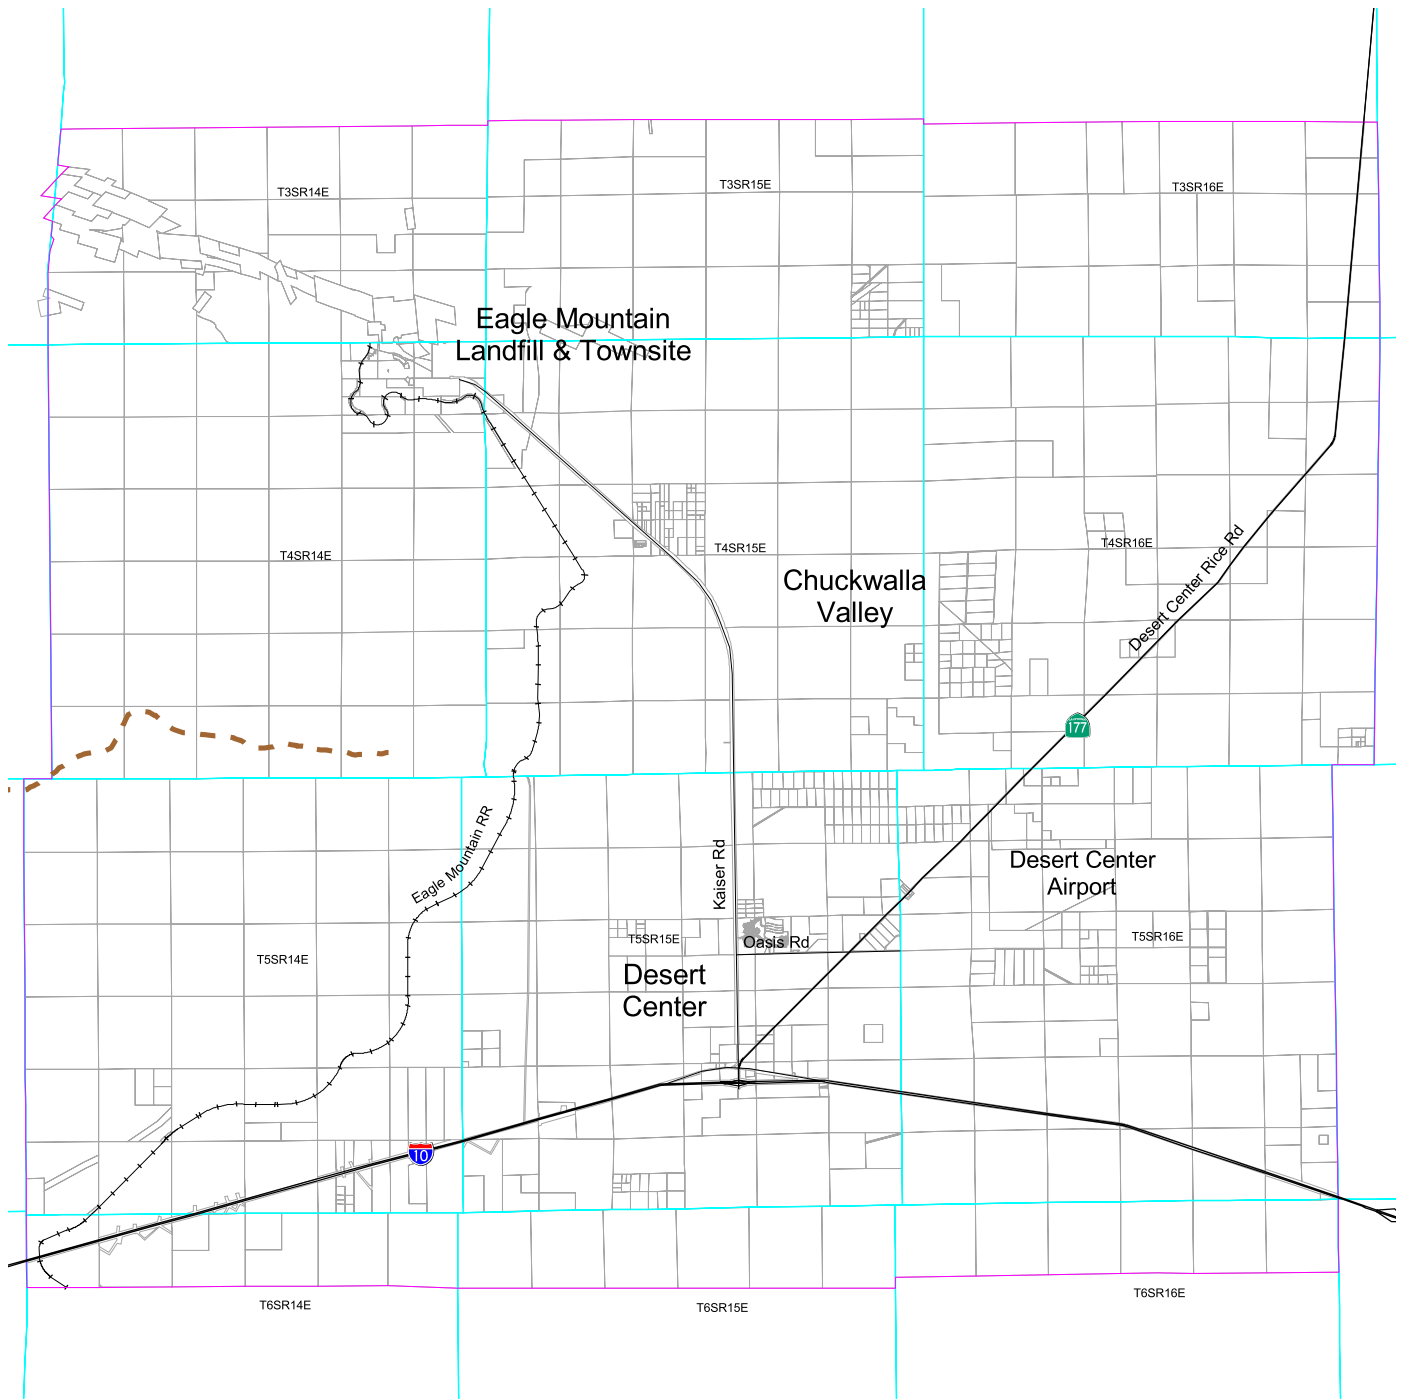 T3SR14E
T3SR15E
T3SR16E
Eagle Mountain
Landfill & Townsite
T4SR14E
T4SR15E
T4SR16E
Desert Center Rice Rd
Chuckwalla
Valley
177
Eagle Mountain RR
Kaiser Rd
Desert Center
Airport
Oasis Rd
T5SR14E
T5SR15E
T5SR16E
Desert
Center
10
T6SR14E
T6SR15E
T6SR16E